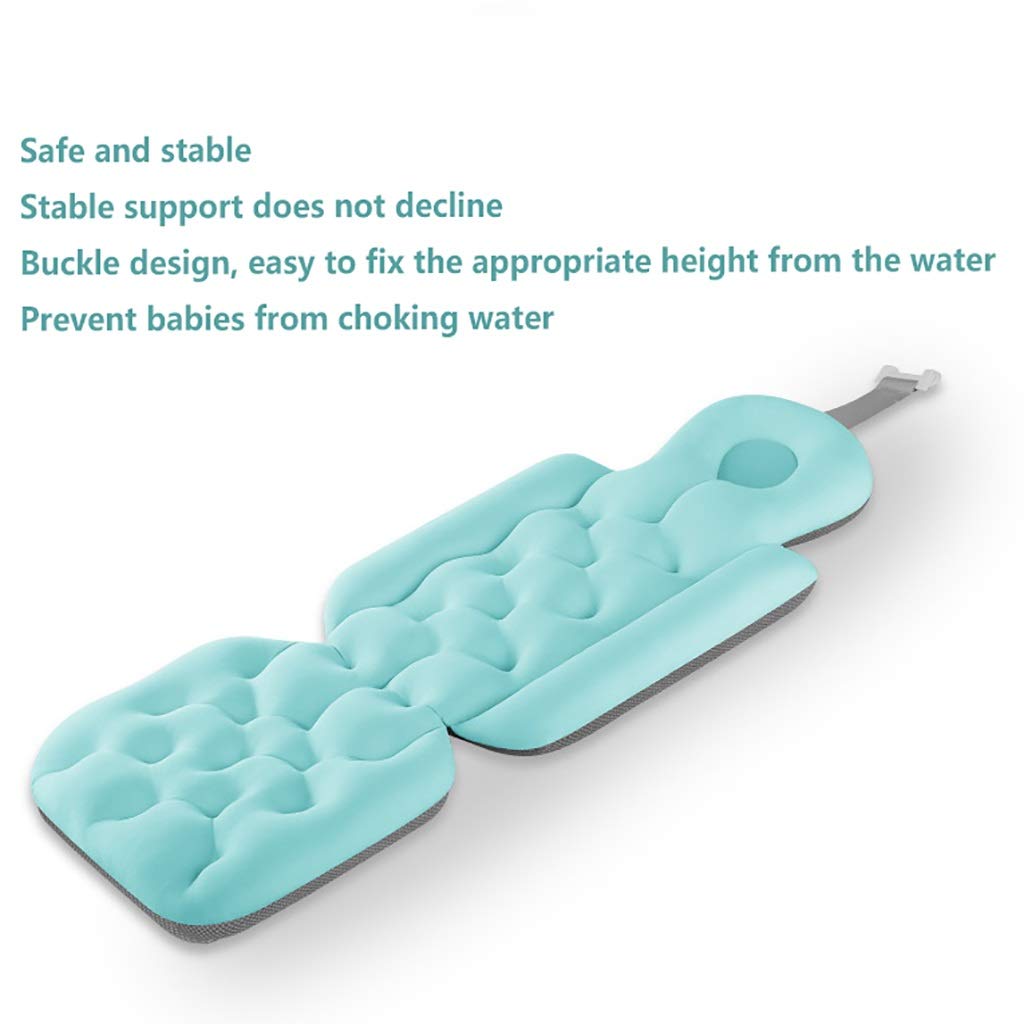 Safe and stable
Stable support does not decline
Buckle design, easy to fix the appropriate height from the water
Prevent babies from choking water